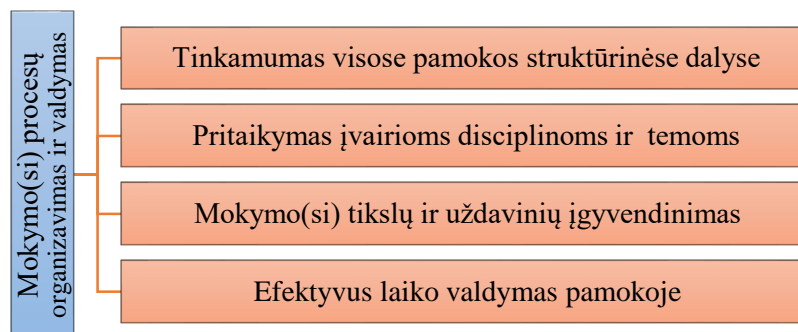 Mokymo(si) procesų
organizavimas ir valdymas
Tinkamumas visose pamokos struktūrinėse dalyse
Pritaikymas įvairioms disciplinoms ir temoms
Mokymo(si) tikslų ir uždavinių įgyvendinimas
Efektyvus laiko valdymas pamokoje